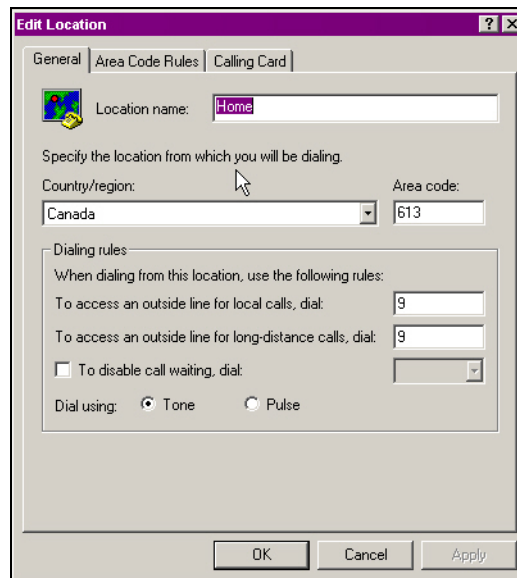 Edit Location
General Area Code Rules Calling Card
Location name: Home
Specify the location from which you will be dialing.
Country/region: Area code:
Canada 613
Dialing rules
When dialing from this location, use the following rules:
To access an outside line for local calls, dial: 9
To access an outside line for long-distance calls, dial: 9
To disable call waiting, dial:
Dial using: Tone Pulse
OK Cancel Apply